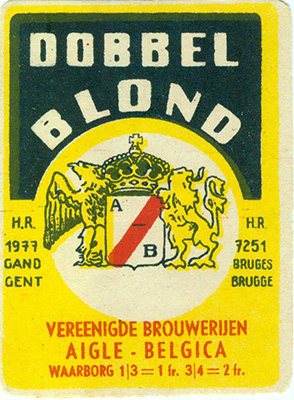 DOBBEL
BLOND
A
B
H.R.
1977
GAND
GENT
H.R.
7251
BRUGES
BRUGGE
VEREENIGDE BROUWERIJEN
AIGLE - BELGICA
WAARBORG 1|3=1 fr. 3|4=2 fr.